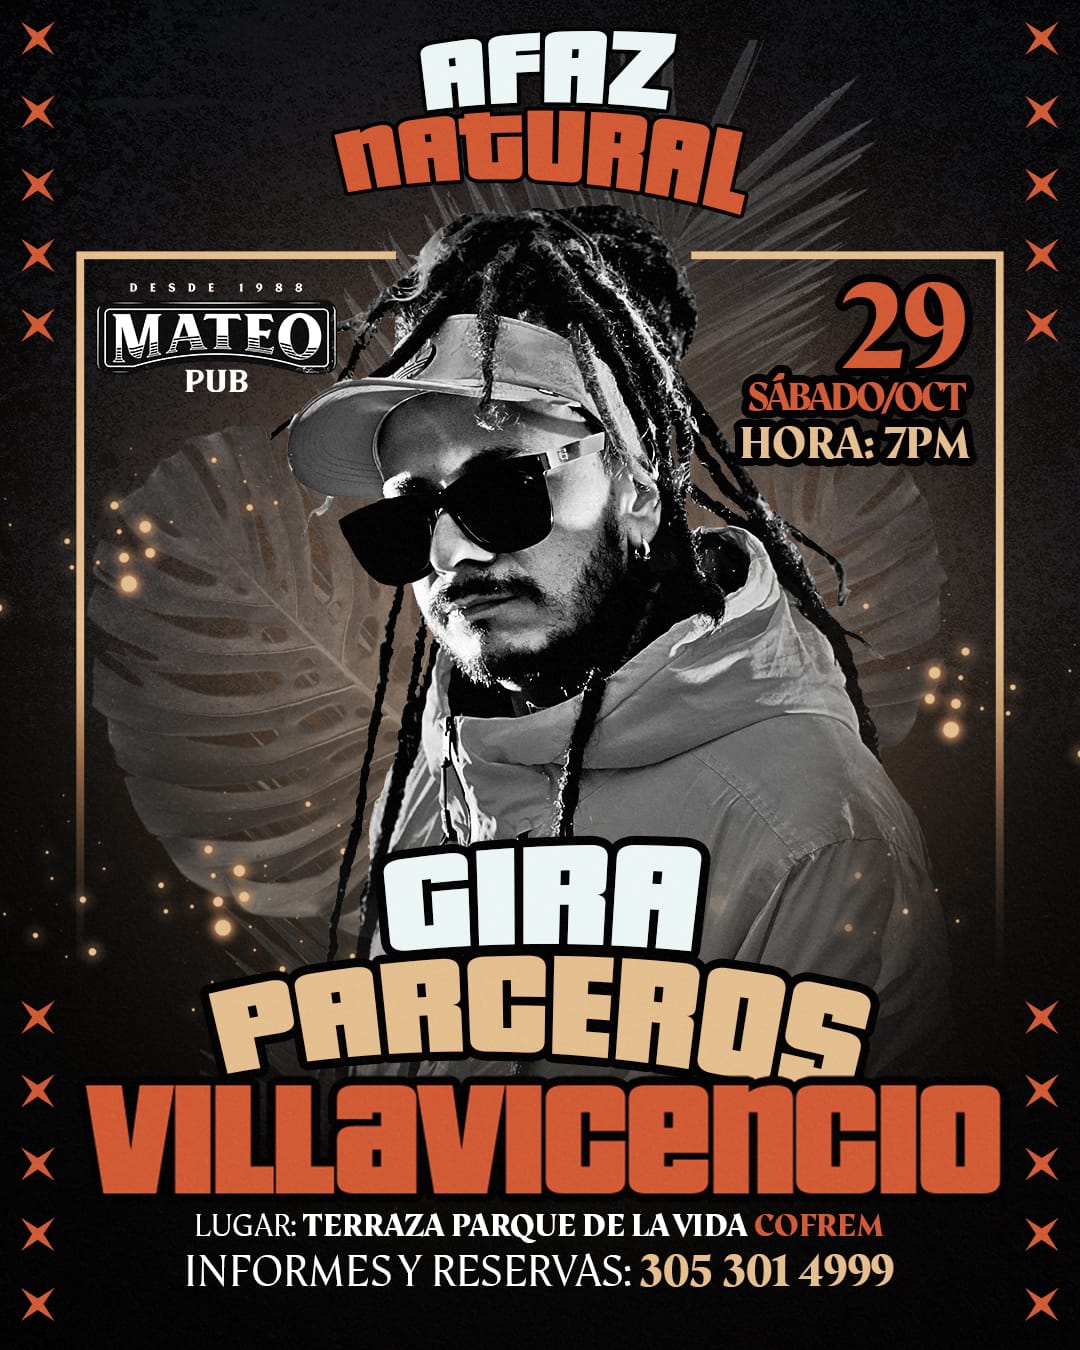 AFAZ
NATURAL
DESDE 1988
MATEO
PUB
29
SÁBADO/OCT
HORA: 7PM
GIRA
PARCEROS
VILLAVICENCIO
LUGAR: TERRAZA PARQUE DE LA VIDA COFREM
INFORMES Y RESERVAS: 305 301 4999